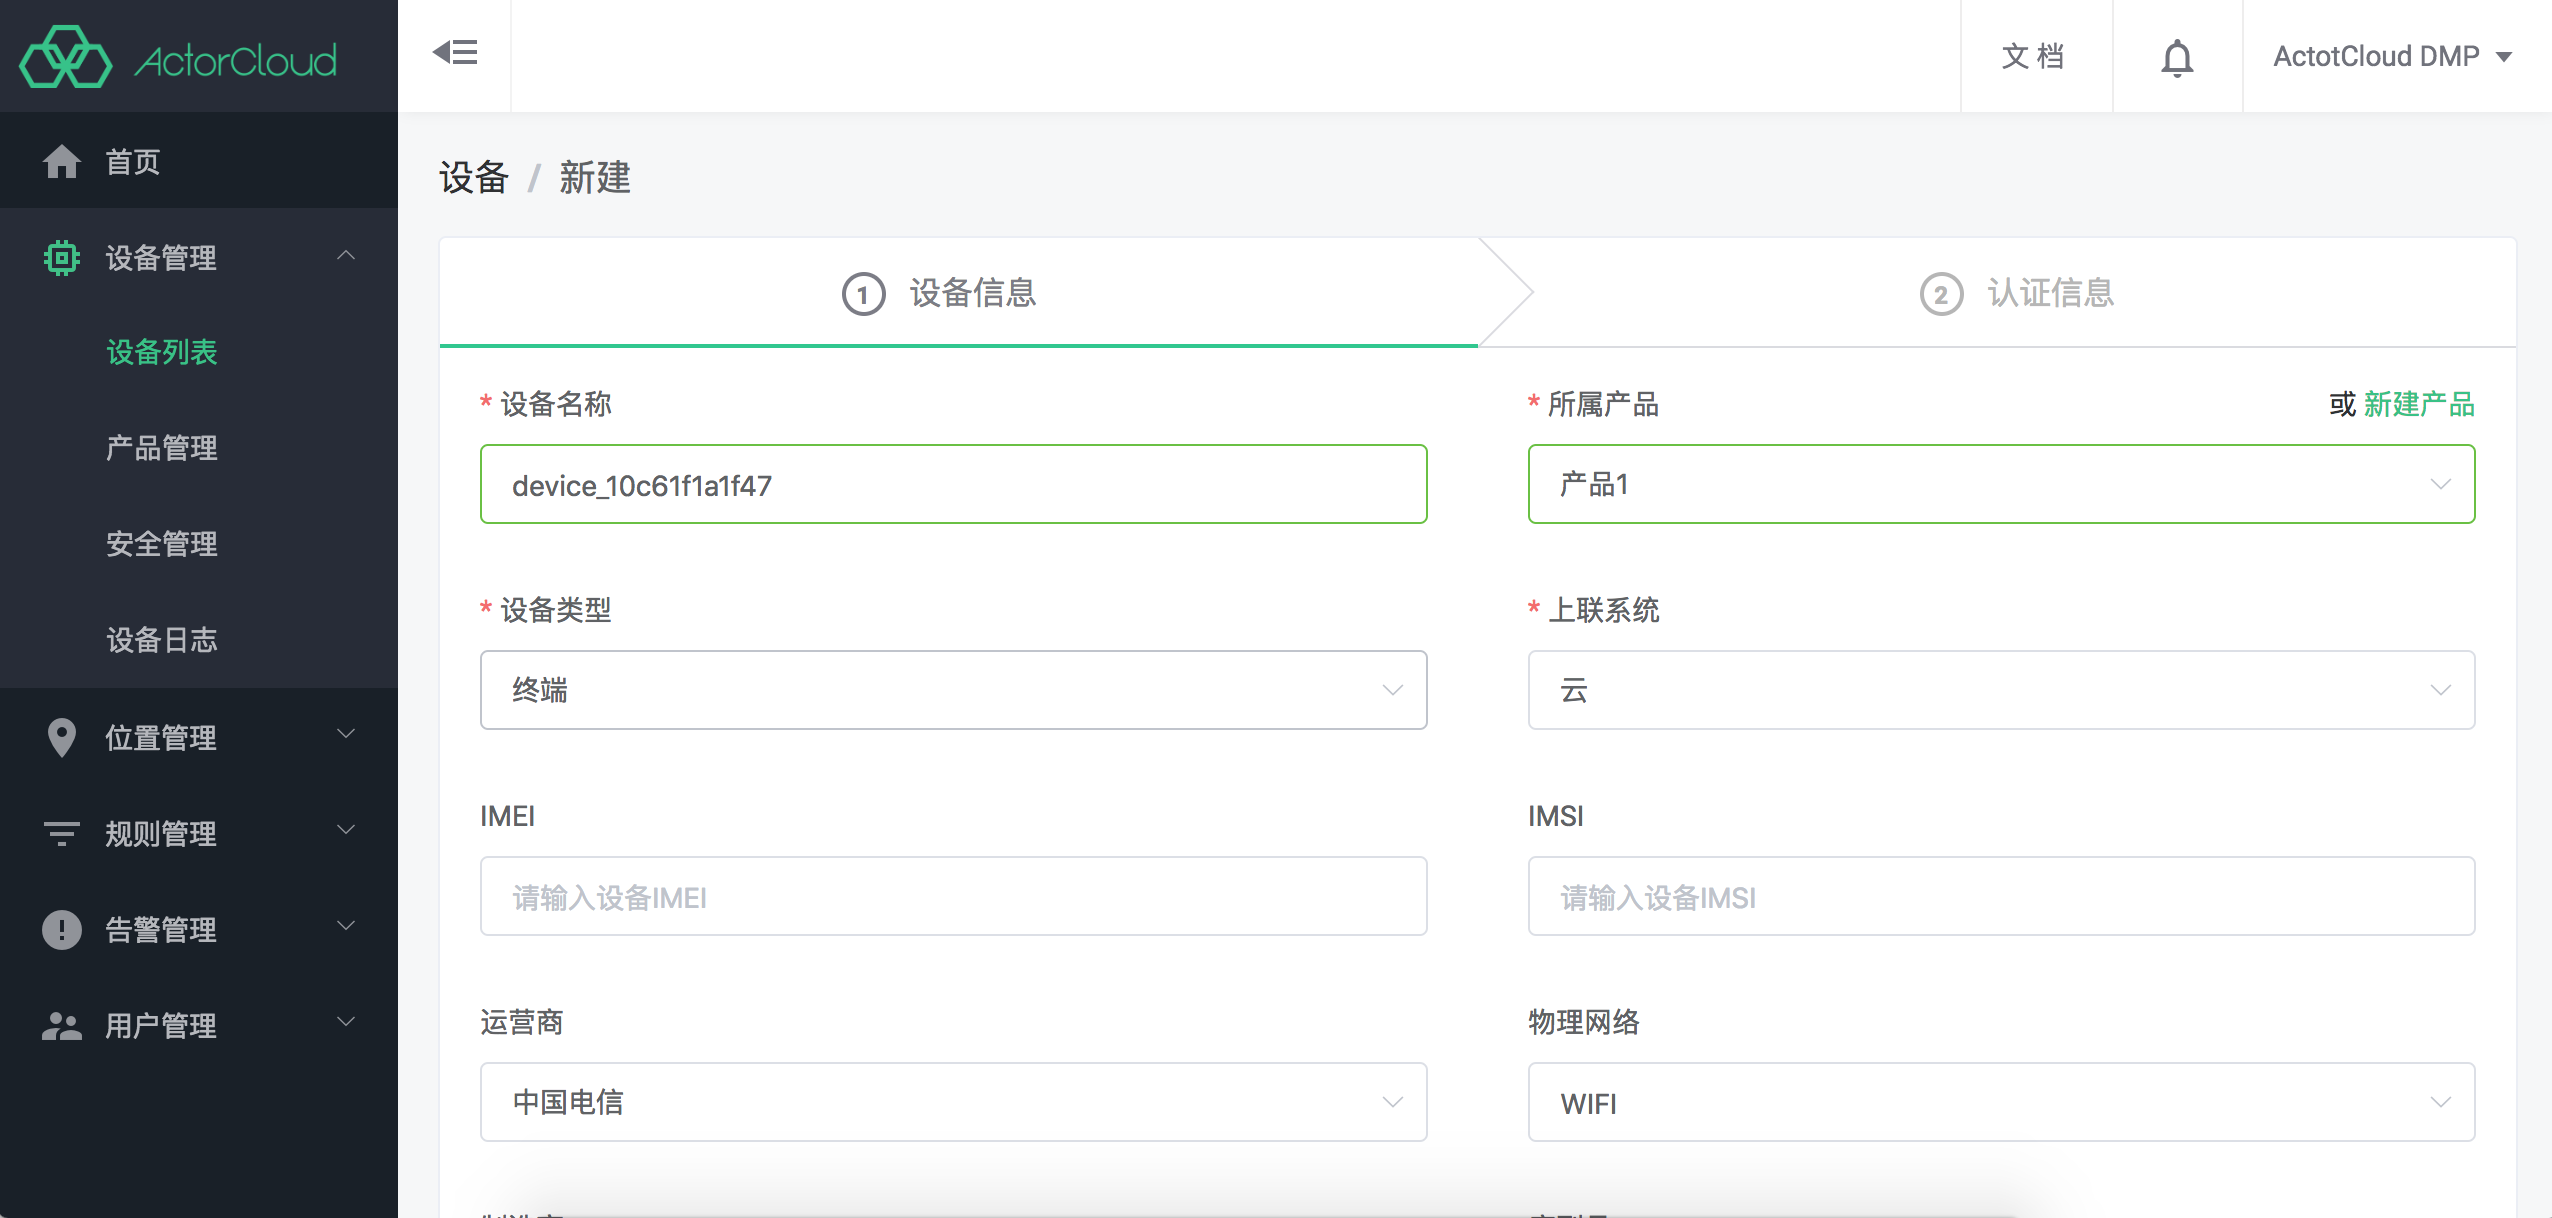 ActorCloud
文 档
ActotCloud DMP
首页
设备管理
设备列表
产品管理
安全管理
设备日志
位置管理
规则管理
告警管理
用户管理
设备 / 新建
1 设备信息
2 认证信息
* 设备名称
device_10c61f1a1f47
* 所属产品
或 新建产品
产品1
* 设备类型
终端
* 上联系统
云
IMEI
请输入设备IMEI
IMSI
请输入设备IMSI
运营商
中国电信
物理网络
WIFI